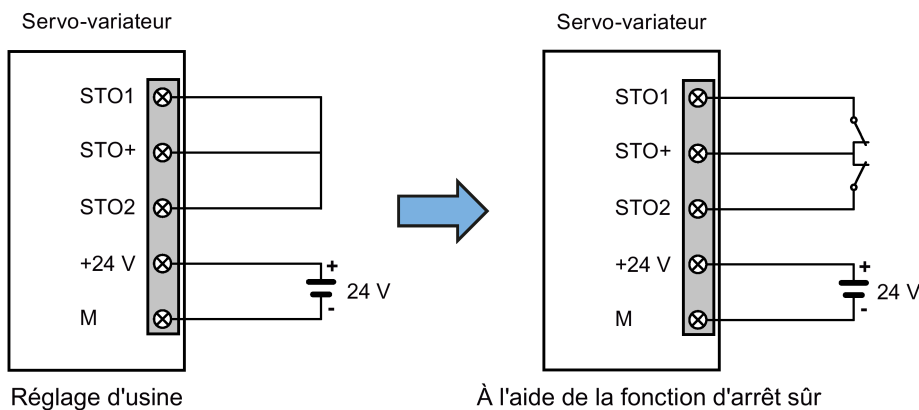 Servo-variateur
STO1
STO+
STO2
+24 V
M
+
-
24 V
Réglage d'usine
Servo-variateur
STO1
STO+
STO2
+24 V
M
+
-
24 V
À l'aide de la fonction d'arrêt sûr